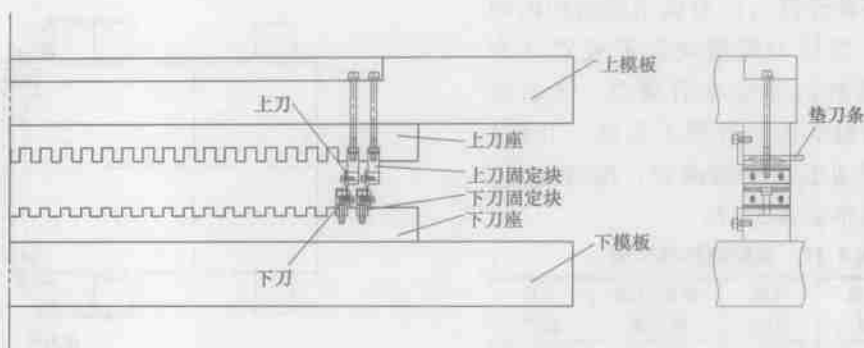 上模板
上刀
垫刀条
上刀座
上刀固定块
下刀固定块
下刀座
下刀
下模板